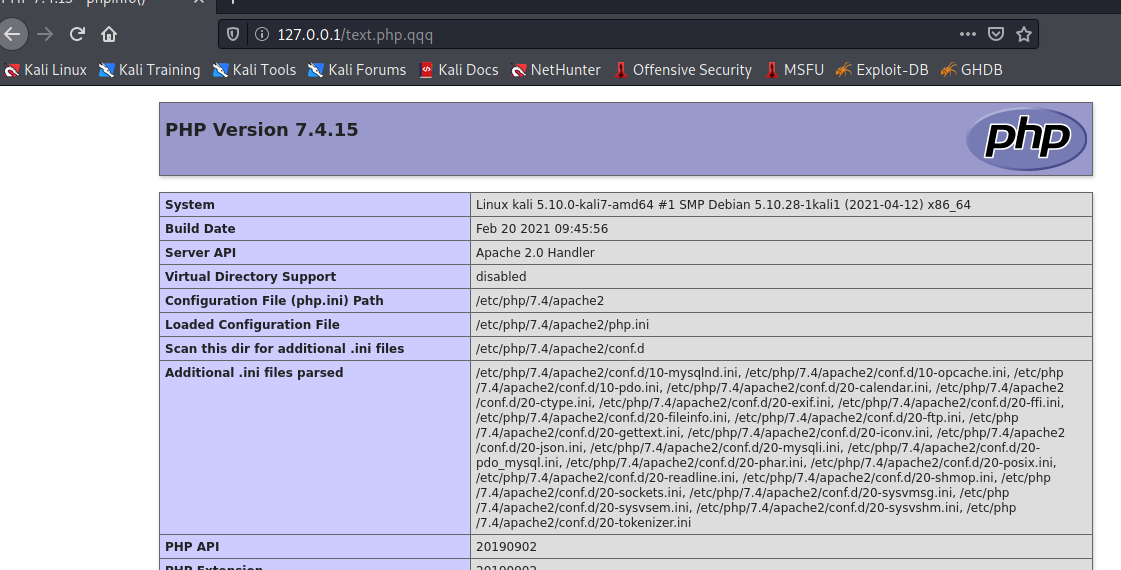 PHP 7.4.15 - phpinfo()
127.0.0.1/text.php.qqq
Kali Linux Kali Training Kali Tools Kali Forums Kali Docs NetHunter Offensive Security MSFU Exploit-DB GHDB
PHP Version 7.4.15
php
System Linux kali 5.10.0-kali7-amd64 #1 SMP Debian 5.10.28-1kali1 (2021-04-12) x86_64
Build Date Feb 20 2021 09:45:56
Server API Apache 2.0 Handler
Virtual Directory Support disabled
Configuration File (php.ini) Path /etc/php/7.4/apache2
Loaded Configuration File /etc/php/7.4/apache2/php.ini
Scan this dir for additional .ini files /etc/php/7.4/apache2/conf.d
Additional .ini files parsed /etc/php/7.4/apache2/conf.d/10-mysqlnd.ini, /etc/php/7.4/apache2/conf.d/10-opcache.ini, /etc/php
/7.4/apache2/conf.d/10-pdo.ini, /etc/php/7.4/apache2/conf.d/20-calendar.ini, /etc/php/7.4/apache2
/conf.d/20-ctype.ini, /etc/php/7.4/apache2/conf.d/20-exif.ini, /etc/php/7.4/apache2/conf.d/20-ffi.ini,
/etc/php/7.4/apache2/conf.d/20-fileinfo.ini, /etc/php/7.4/apache2/conf.d/20-ftp.ini, /etc/php
/7.4/apache2/conf.d/20-gettext.ini, /etc/php/7.4/apache2/conf.d/20-iconv.ini, /etc/php/7.4/apache2
/conf.d/20-json.ini, /etc/php/7.4/apache2/conf.d/20-mysqli.ini, /etc/php/7.4/apache2/conf.d/20-
pdo_mysql.ini, /etc/php/7.4/apache2/conf.d/20-phar.ini, /etc/php/7.4/apache2/conf.d/20-posix.ini,
/etc/php/7.4/apache2/conf.d/20-readline.ini, /etc/php/7.4/apache2/conf.d/20-shmop.ini, /etc/php
/7.4/apache2/conf.d/20-sockets.ini, /etc/php/7.4/apache2/conf.d/20-sysvmsg.ini, /etc/php
/7.4/apache2/conf.d/20-sysvsem.ini, /etc/php/7.4/apache2/conf.d/20-sysvshm.ini, /etc/php
/7.4/apache2/conf.d/20-tokenizer.ini
PHP API 20190902
PHP Extension 20190902